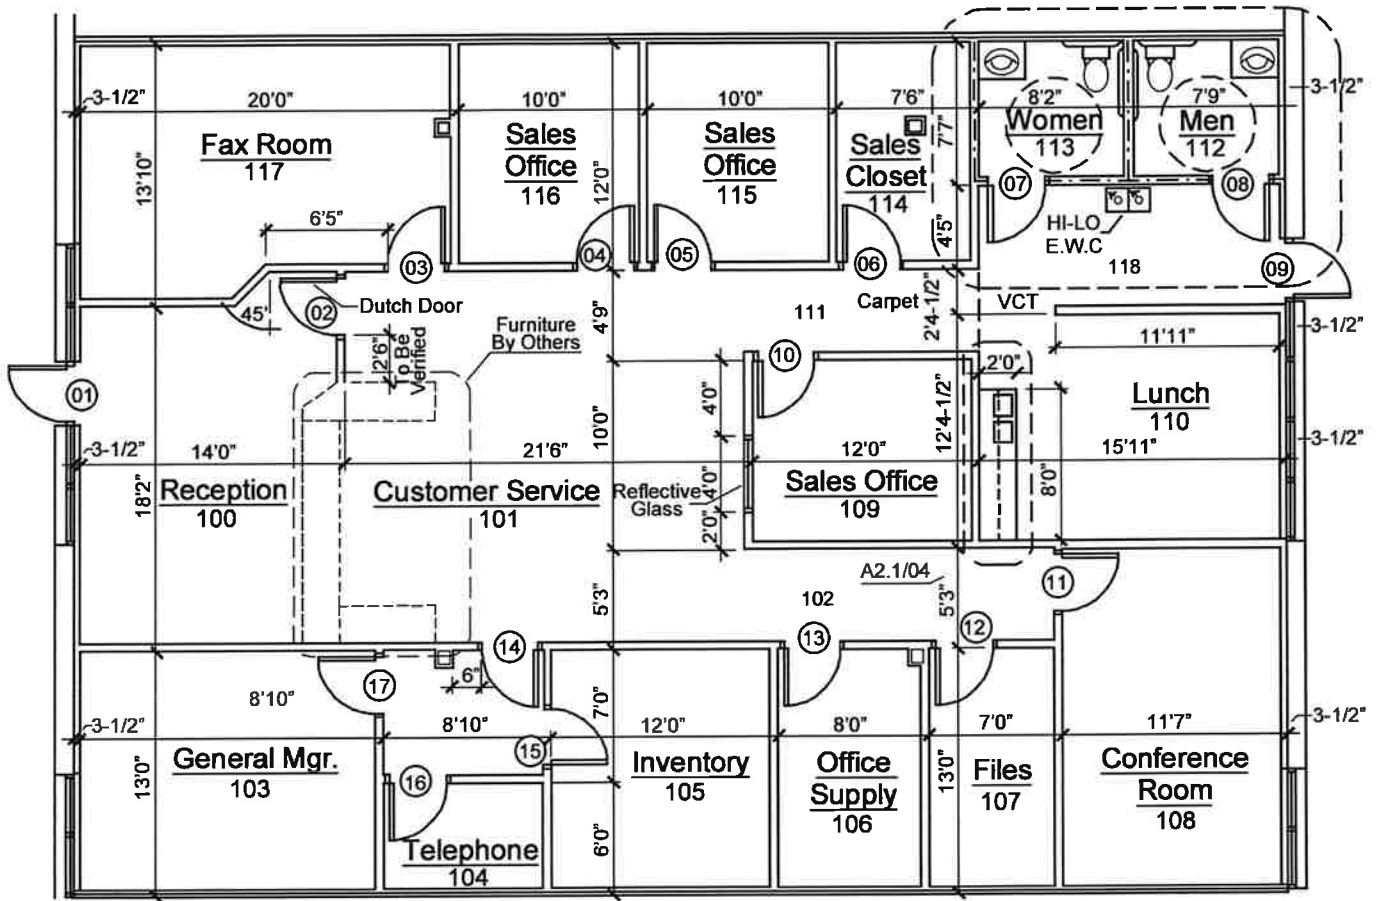 3-1/2"
20'0"
10'0"
10'0"
7'6"
8'2"
7'9"
3-1/2"
Fax Room
117
13'10"
Sales
Office
116
12'0"
Sales
Office
115
Sales
Closet
114
7'7"
Women
113
Men
112
07
08
HI-LO
E.W.C
4'5"
6'5"
03
04
05
06
118
09
45'
02
Dutch Door
111
Carpet
VCT
2'4-1/2"
4'9"
2'6"
To Be
Verified
Furniture
By Others
10
2'0"
11'11"
3-1/2"
01
4'0"
12'4-1/2"
Lunch
110
10'0"
3-1/2"
14'0"
21'6"
12'0"
15'11"
3-1/2"
18'2"
Reception
100
Customer Service
101
Reflective
Glass
4'0"
2'0"
Sales Office
109
8'0"
A2.1/04
5'3"
102
5'3"
11
12
13
14
17
6"
8'10"
7'0"
3-1/2"
8'10"
12'0"
8'0"
7'0"
11'7"
3-1/2"
13'0"
General Mgr.
103
15
16
Inventory
105
Office
Supply
106
13'0"
Files
107
Conference
Room
108
6'0"
Telephone
104